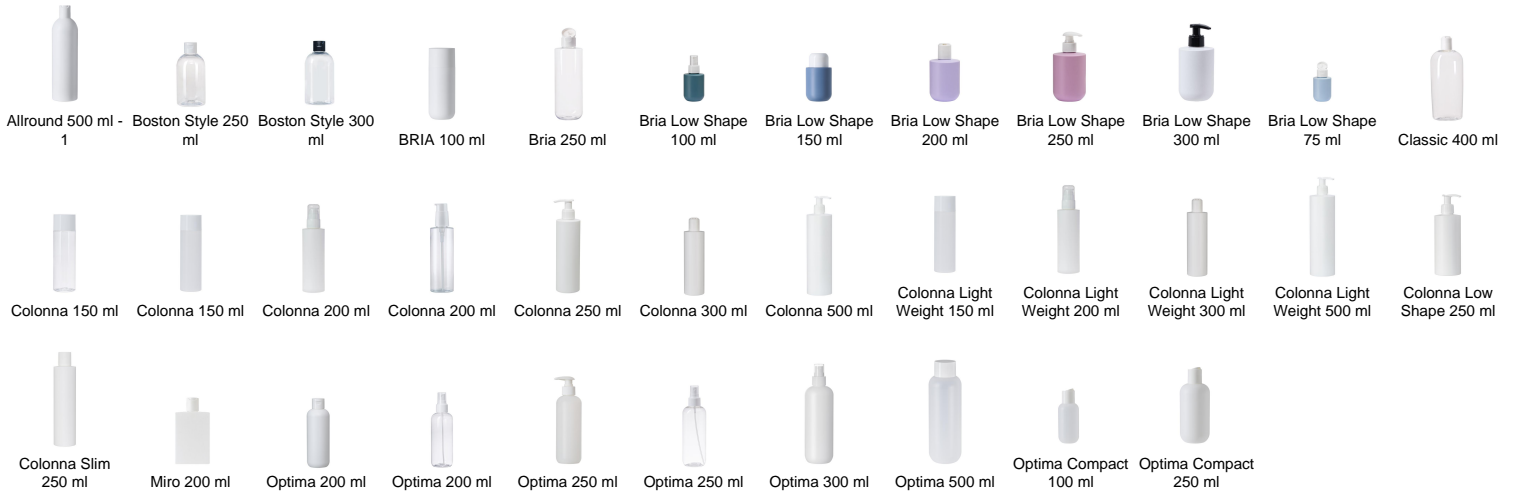 Allround 500 ml - 1
Boston Style 250 ml
Boston Style 300 ml
BRIA 100 ml
Bria 250 ml
Bria Low Shape 100 ml
Bria Low Shape 150 ml
Bria Low Shape 200 ml
Bria Low Shape 250 ml
Bria Low Shape 300 ml
Bria Low Shape 75 ml
Classic 400 ml
Colonna 150 ml
Colonna 150 ml
Colonna 200 ml
Colonna 200 ml
Colonna 250 ml
Colonna 300 ml
Colonna 500 ml
Colonna Light Weight 150 ml
Colonna Light Weight 200 ml
Colonna Light Weight 300 ml
Colonna Light Weight 500 ml
Colonna Low Shape 250 ml
Colonna Slim 250 ml
Miro 200 ml
Optima 200 ml
Optima 200 ml
Optima 250 ml
Optima 250 ml
Optima 300 ml
Optima 500 ml
Optima Compact 100 ml
Optima Compact 250 ml